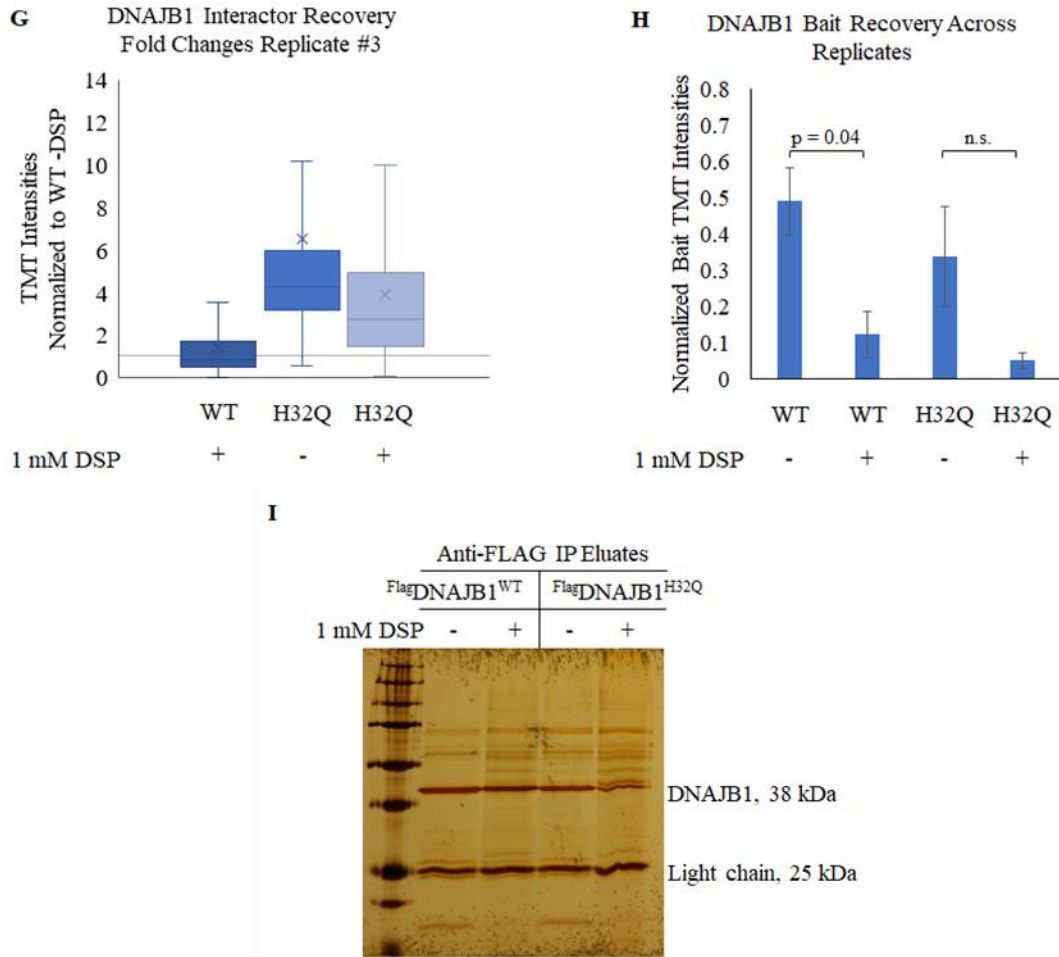 G
DNAJB1 Interactor Recovery
Fold Changes Replicate #3
TMT Intensities
Normalized to WT -DSP
14
12
10
8
6
4
2
0
WT H32Q H32Q
1 mM DSP + - +
H
DNAJB1 Bait Recovery Across
Replicates
Normalized Bait TMT Intensities
0.8
0.7
0.6
0.5
0.4
0.3
0.2
0.1
0
p = 0.04
n.s.
WT WT H32Q H32Q
1 mM DSP - + - +
I
Anti-FLAG IP Eluates
FlagDNAJB1WT FlagDNAJB1H32Q
1 mM DSP - + - +
DNAJB1, 38 kDa
Light chain, 25 kDa